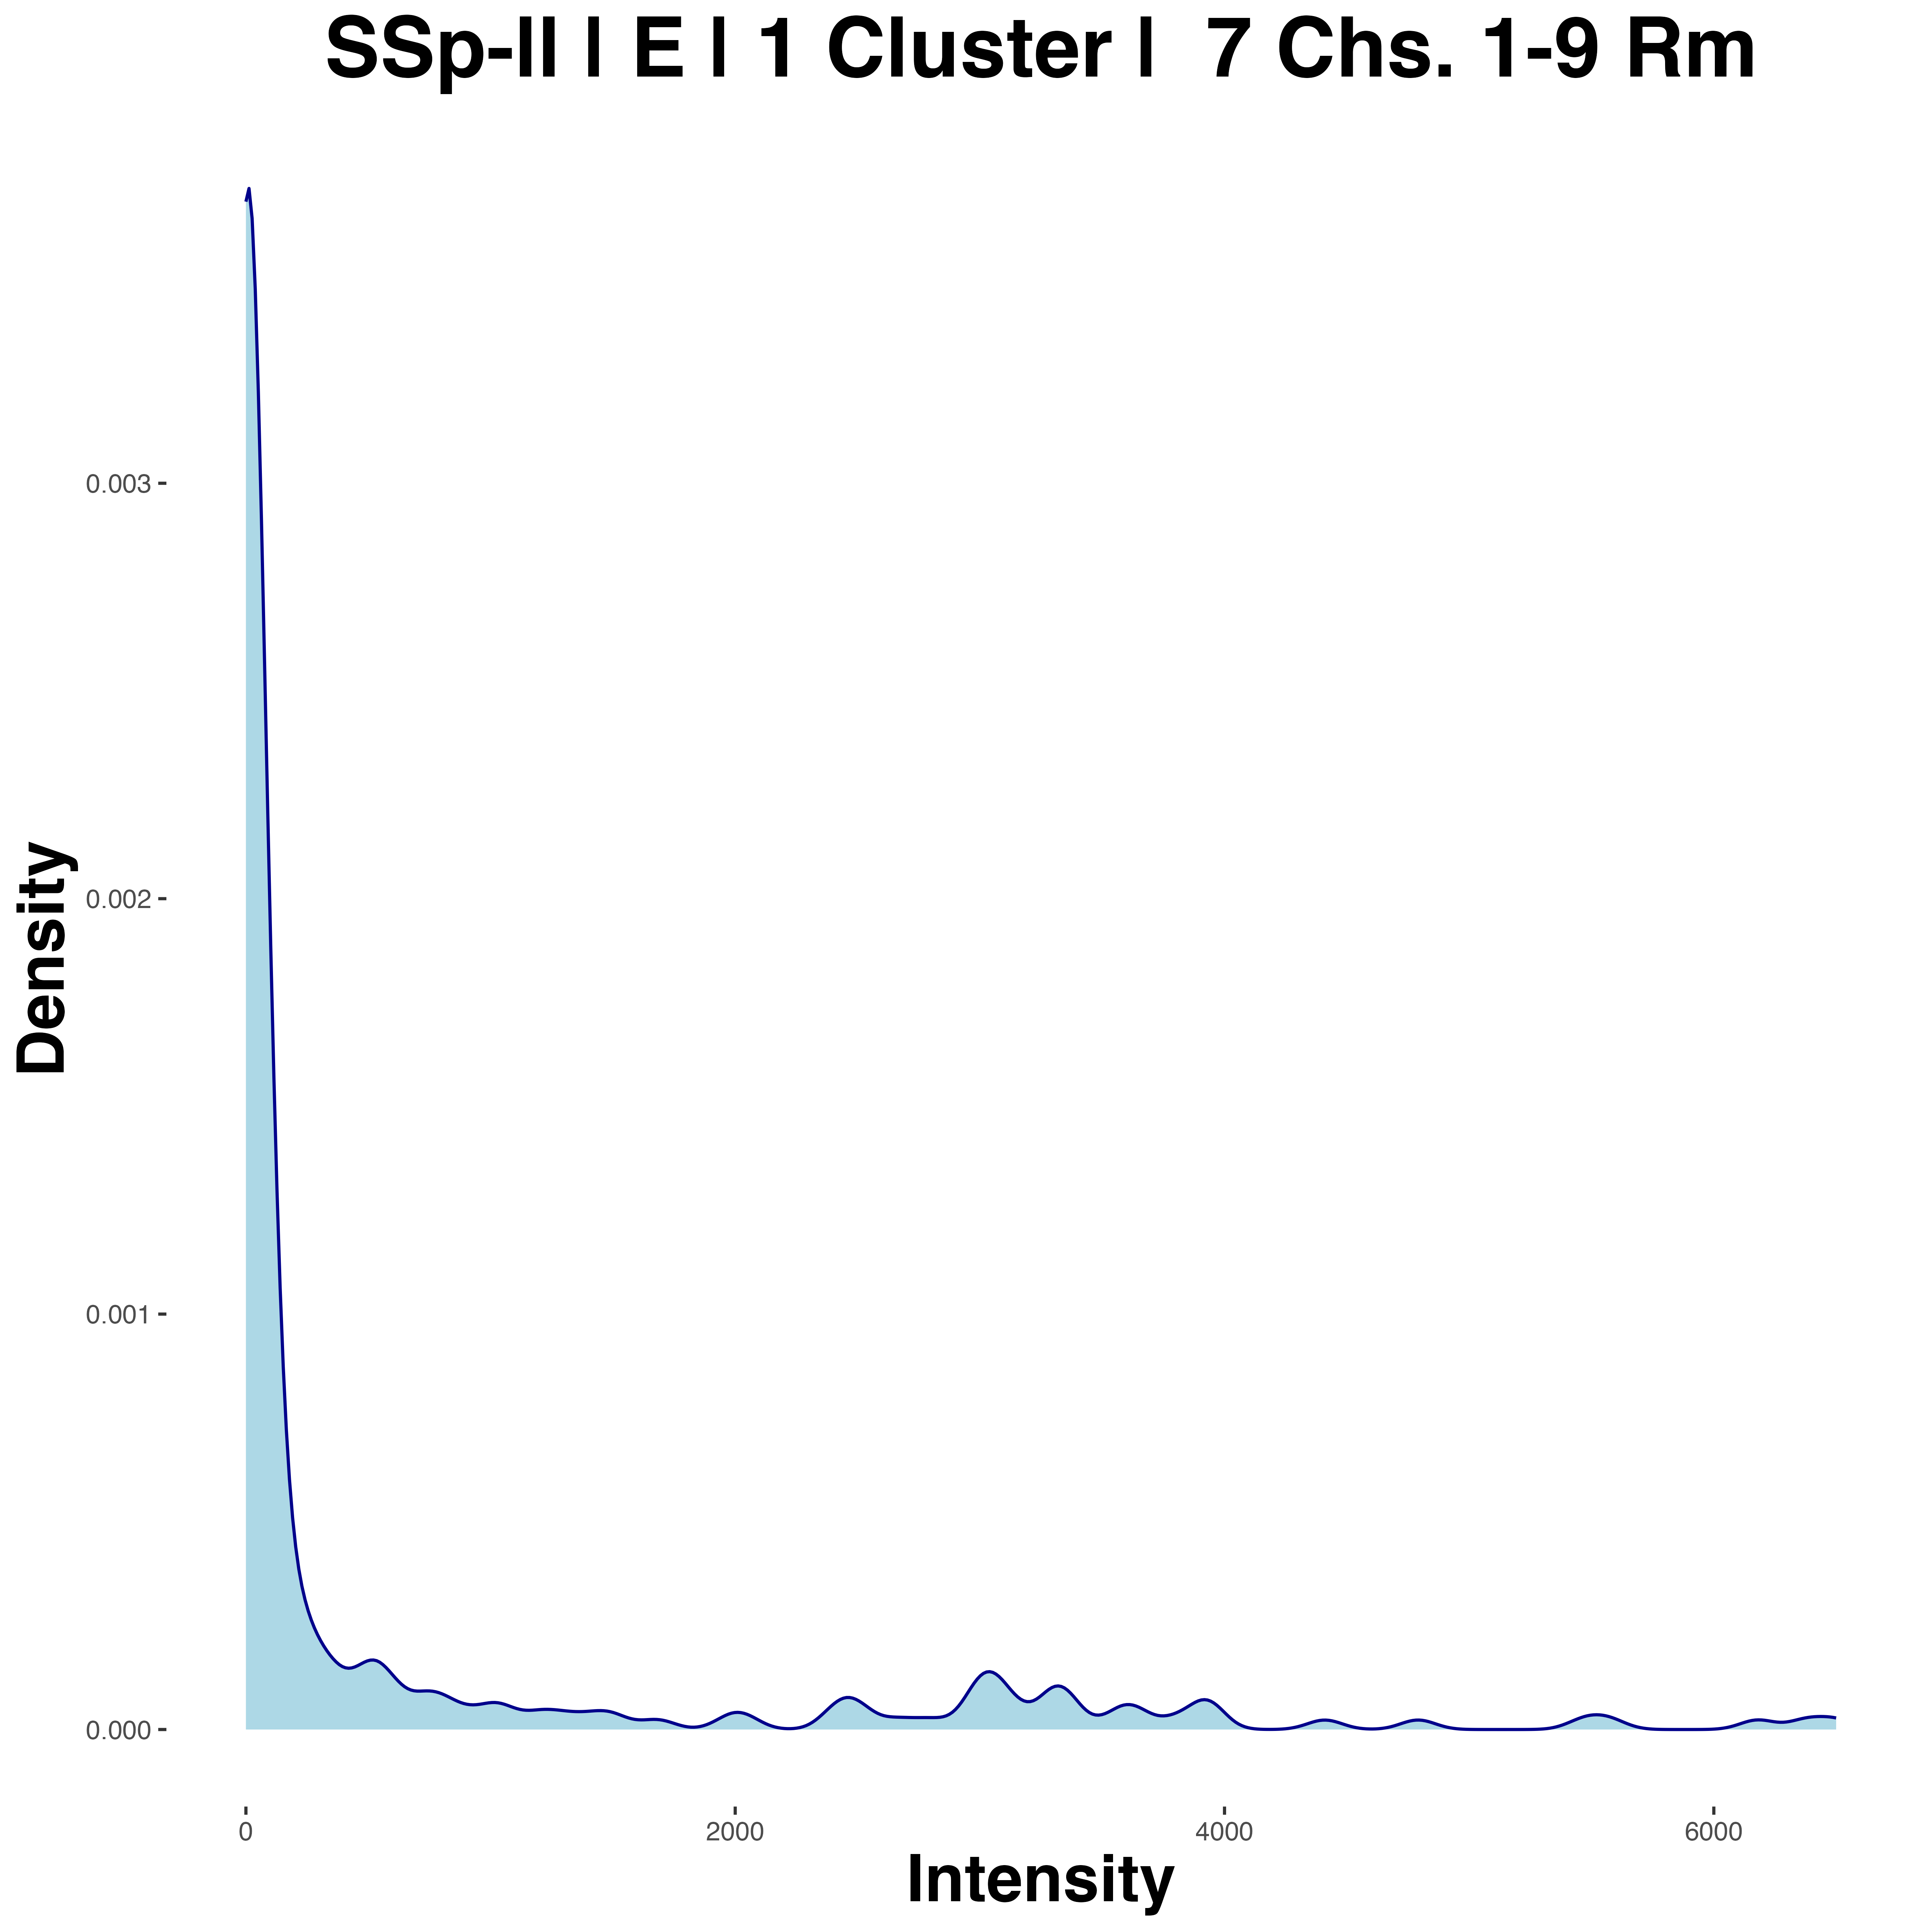 SSp-ll | E | 1 Cluster |  7 Chs. 1-9 Rm
Density
0.003
0.002
0.001
0.000
0
2000
4000
6000
Intensity